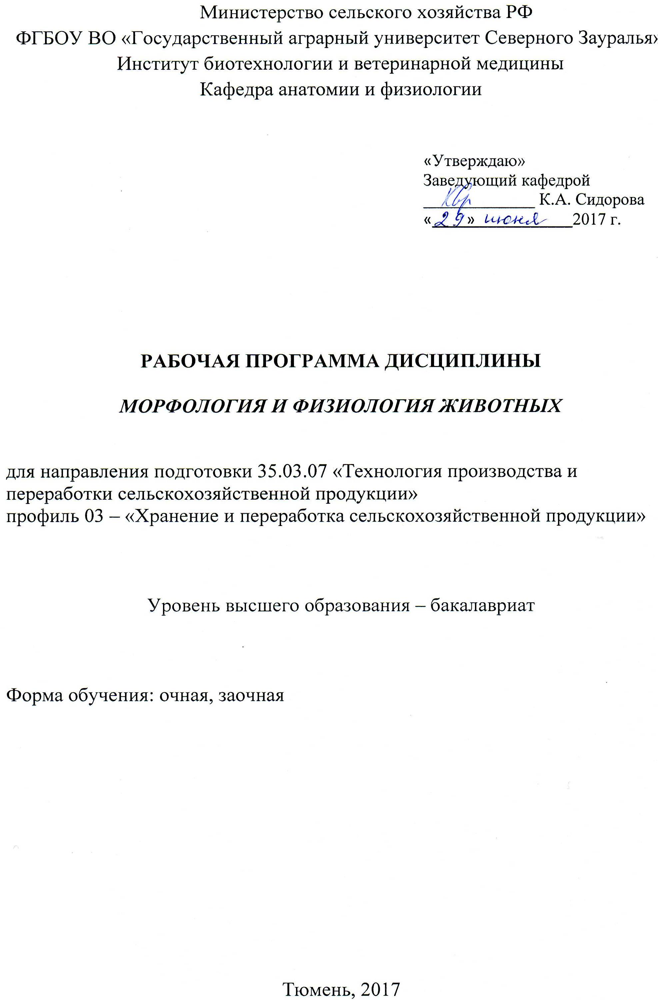 Министерство сельского хозяйства РФ
ФГБОУ ВО «Государственный аграрный университет Северного Зауралья»
Институт биотехнологии и ветеринарной медицины
Кафедра анатомии и физиологии
«Утверждаю»
Заведующий кафедрой
К.А. Сидорова
«29» июня 2017 г.
РАБОЧАЯ ПРОГРАММА ДИСЦИПЛИНЫ
МОРФОЛОГИЯ И ФИЗИОЛОГИЯ ЖИВОТНЫХ
для направления подготовки 35.03.07 «Технология производства и
переработки сельскохозяйственной продукции»
профиль 03 – «Хранение и переработка сельскохозяйственной продукции»
Уровень высшего образования – бакалавриат
Форма обучения: очная, заочная
Тюмень, 2017